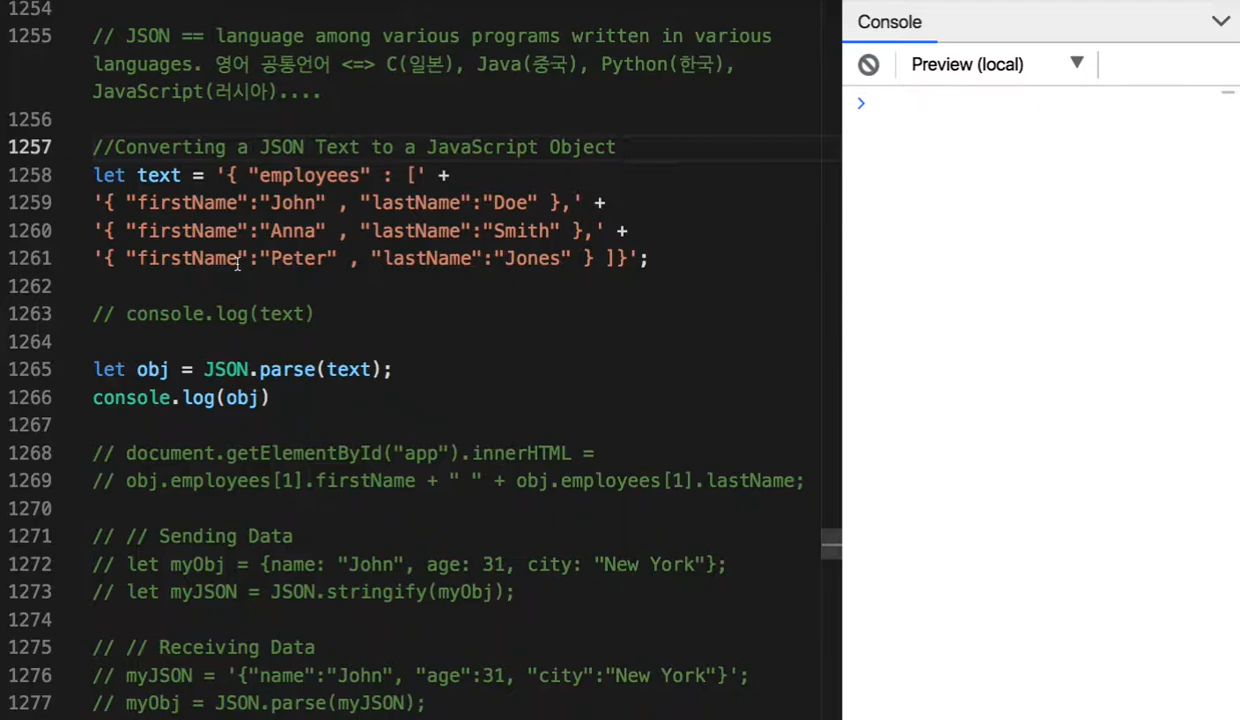 1254
1255 // JSON == language among various programs written in various
languages. 영어 공통언어 <=> C(일본), Java(중국), Python(한국),
JavaScript(러시아)....
1256
1257 //Converting a JSON Text to a JavaScript Object
1258 let text = '{ "employees" : [' +
1259 '{ "firstName":"John" , "lastName":"Doe" },' +
1260 '{ "firstName":"Anna" , "lastName":"Smith" },' +
1261 '{ "firstName":"Peter" , "lastName":"Jones" } ]}';
1262
1263 // console.log(text)
1264
1265 let obj = JSON.parse(text);
1266 console.log(obj)
1267
1268 // document.getElementById("app").innerHTML =
1269 // obj.employees[1].firstName + " " + obj.employees[1].lastName;
1270
1271 // // Sending Data
1272 // let myObj = {name: "John", age: 31, city: "New York"};
1273 // let myJSON = JSON.stringify(myObj);
1274
1275 // // Receiving Data
1276 // myJSON = '{"name":"John", "age":31, "city":"New York"}';
1277 // myObj = JSON.parse(myJSON);
Console
Preview (local)
>